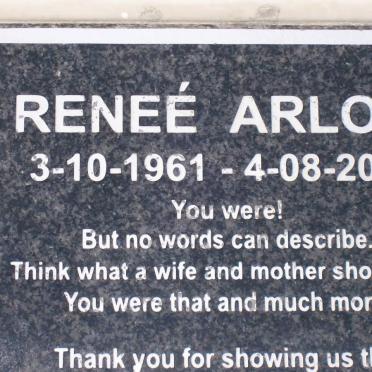 RENEÉ ARLO
3-10-1961 - 4-08-20
You were!
But no words can describe.
Think what a wife and mother sho
You were that and much mor
Thank you for showing us t